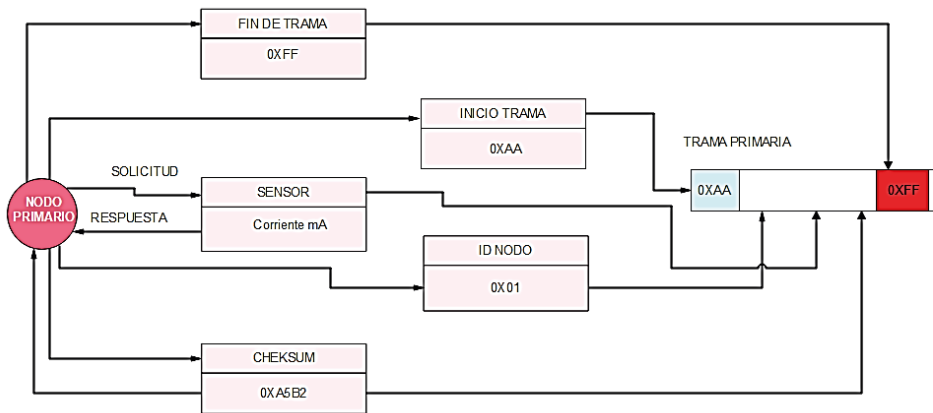 FIN DE TRAMA
0XFF
INICIO TRAMA
0XAA
TRAMA PRIMARIA
0XAA
0XFF
SOLICITUD
NODO
PRIMARIO
RESPUESTA
SENSOR
Corriente mA
ID NODO
0X01
CHEKSUM
0XA5B2